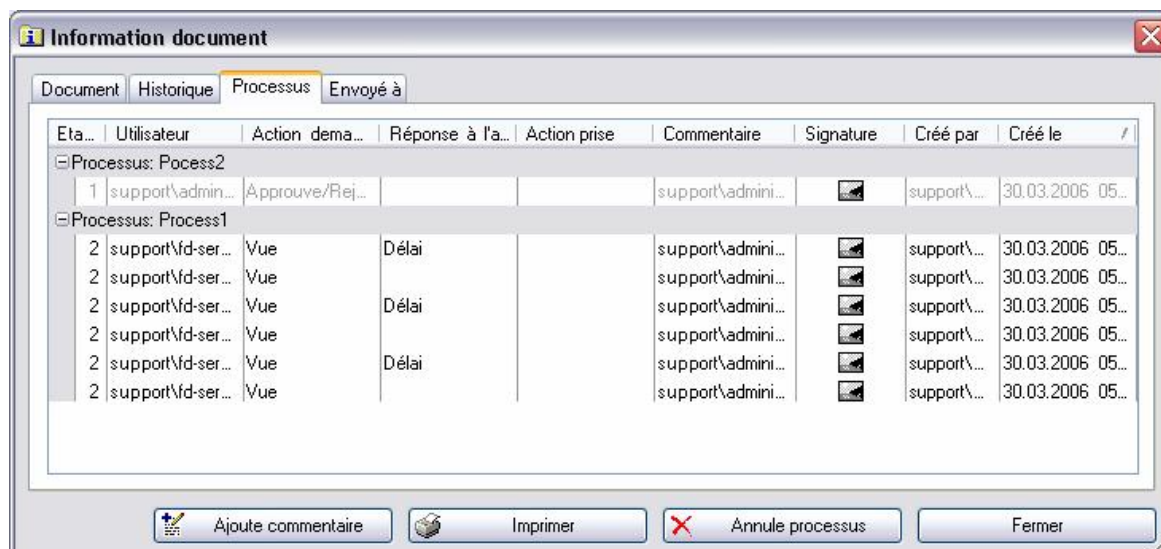 Information document
Document Historique Processus Envoyé à
Eta... Utilisateur Action dema... Réponse à l'a... Action prise Commentaire Signature Créé par Créé le
Processus: Pocess2
1 support\admin... Approuve/Rej... support\admini... support\... 30.03.2006 05...
Processus: Process1
2 support\fd-ser... Vue Délai support\admini... support\... 30.03.2006 05...
2 support\fd-ser... Vue support\admini... support\... 30.03.2006 05...
2 support\fd-ser... Vue Délai support\admini... support\... 30.03.2006 05...
2 support\fd-ser... Vue support\admini... support\... 30.03.2006 05...
2 support\fd-ser... Vue Délai support\admini... support\... 30.03.2006 05...
2 support\fd-ser... Vue support\admini... support\... 30.03.2006 05...
Ajoute commentaire Imprimer Annule processus Fermer